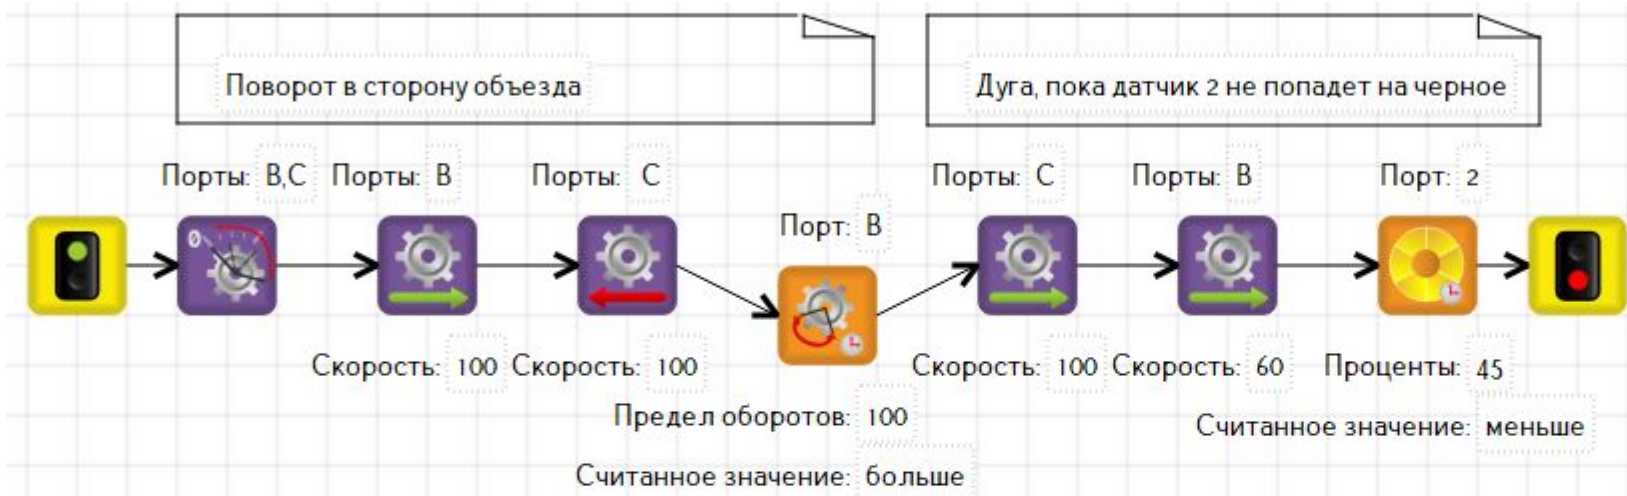 Поворот в сторону объезда
Дуга, пока датчик 2 не попадет на черное
Порты: B,C Порты: B Порты: C Порты: C Порты: B Порт: 2
Порт: B
0
Скорость: 100 Скорость: 100 Скорость: 100 Скорость: 60 Проценты: 45
Предел оборотов: 100 Считанное значение: меньше
Считанное значение: больше